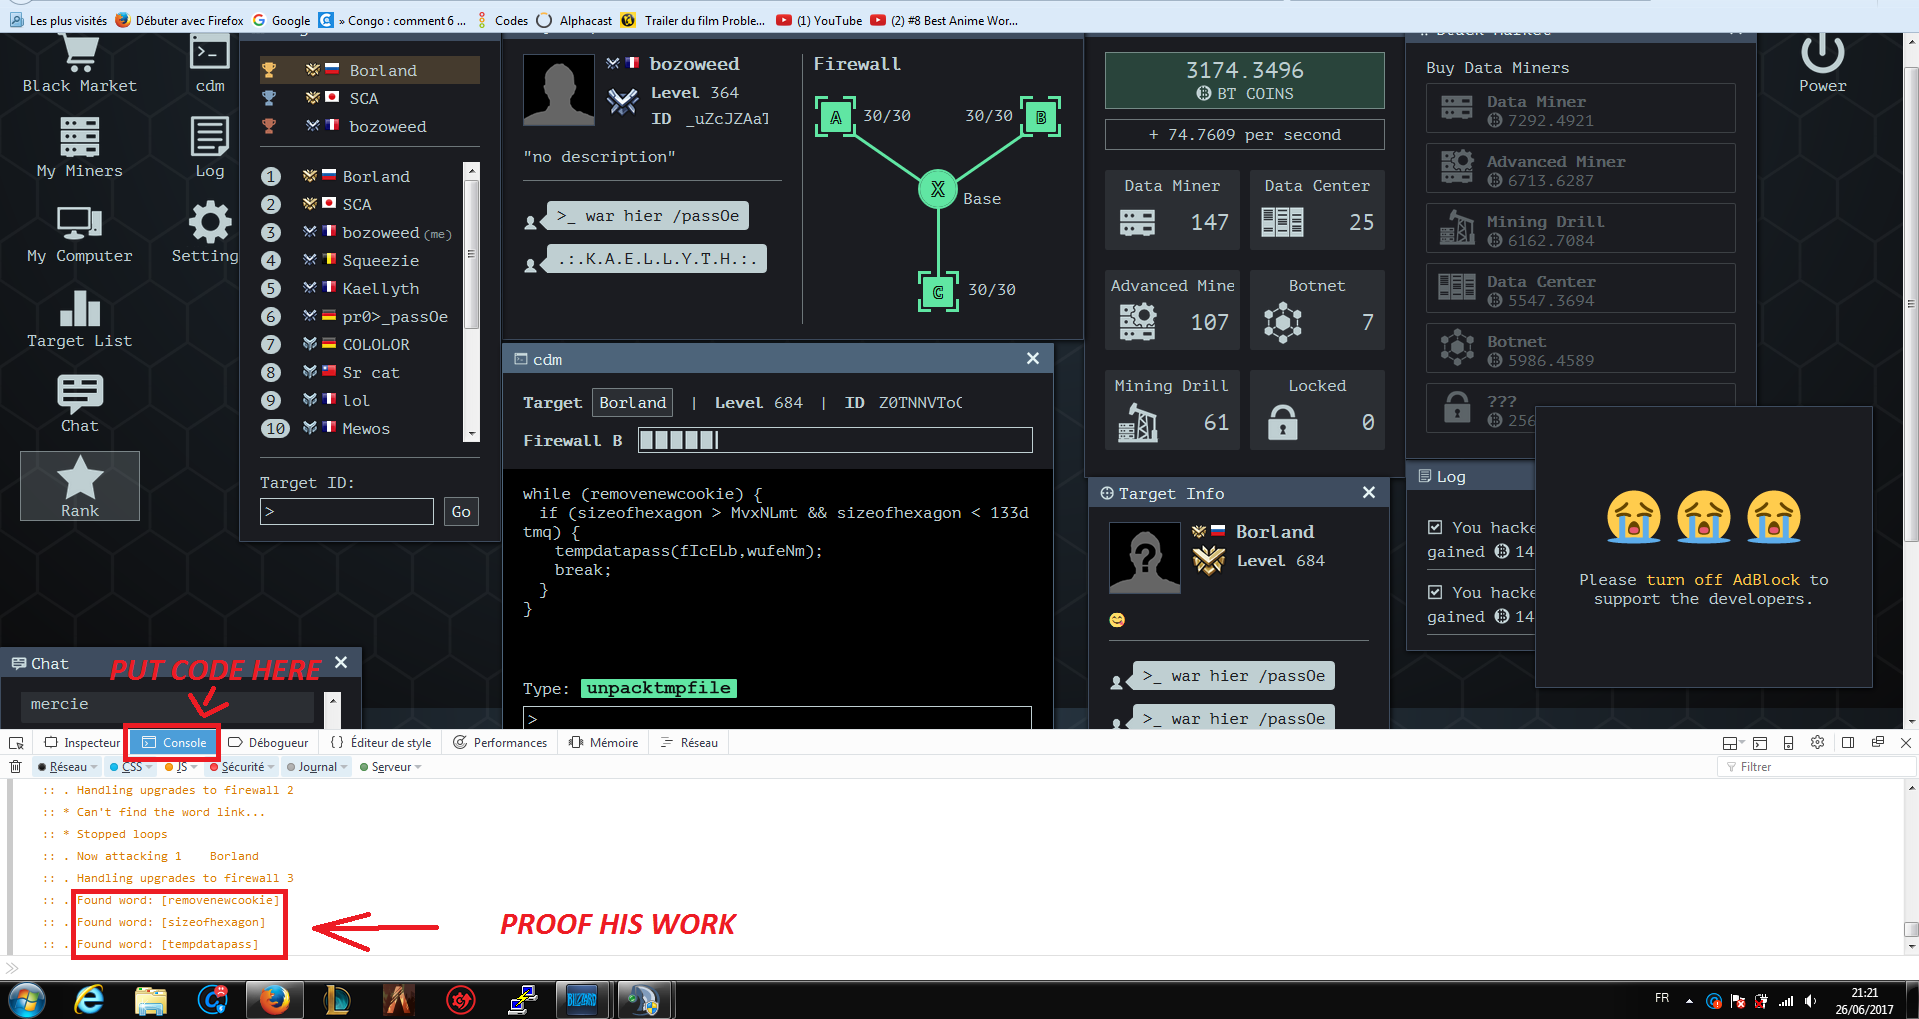 Les plus visités
Débuter avec Firefox
Google
» Congo : comment 6 ...
Codes
Alphacast
Trailer du film Proble...
(1) YouTube
(2) #8 Best Anime Wor...
Black Market
cdm
My Miners
Log
My Computer
Setting
Target List
Chat
Rank
Borland
SCA
bozoweed
1 Borland
2 SCA
3 bozoweed (me)
4 Squeezie
5 Kaellyth
6 pr0>_passOe
7 COLOLOR
8 Sr cat
9 lol
10 Mewos
Target ID:
>
Go
bozoweed
Level 364
ID _uZcJZAaT
"no description"
>_ war hier /passOe
.:.K.A.E.L.L.Y.T.H.:.
Firewall
A 30/30
30/30 B
X Base
C 30/30
3174.3496
BT COINS
+ 74.7609 per second
Data Miner
147
Data Center
25
Advanced Mine
107
Botnet
7
Mining Drill
61
Locked
0
Black Market
Buy Data Miners
Data Miner
7292.4921
Advanced Miner
6713.6287
Mining Drill
6162.7084
Data Center
5547.3694
Botnet
5986.4589
???
256
Power
cdm
Target Borland | Level 684 | ID Z0TNNVToC
Firewall B
while (removenewcookie) {
if (sizeofhexagon > MvxNLmt && sizeofhexagon < 133d
tmq) {
tempdatapass(fIcELb,wufeNm);
break;
}
}
Type: unpacktmpfile
>
Target Info
Borland
Level 684
>_ war hier /passOe
>_ war hier /passOe
Log
You hacke
gained 14
You hacke
gained 14
Please turn off AdBlock to
support the developers.
Chat
mercie
PUT CODE HERE
Inspecteur
Console
Débogueur
Éditeur de style
Performances
Mémoire
Réseau
Réseau
CSS
JS
Sécurité
Journal
Serveur
Filtrer
:: . Handling upgrades to firewall 2
:: * Can't find the word link...
:: * Stopped loops
:: . Now attacking 1 Borland
:: . Handling upgrades to firewall 3
:: . Found word: [removenewcookie]
:: . Found word: [sizeofhexagon]
:: . Found word: [tempdatapass]
PROOF HIS WORK
BLIZZARD
FR
21:21
26/06/2017